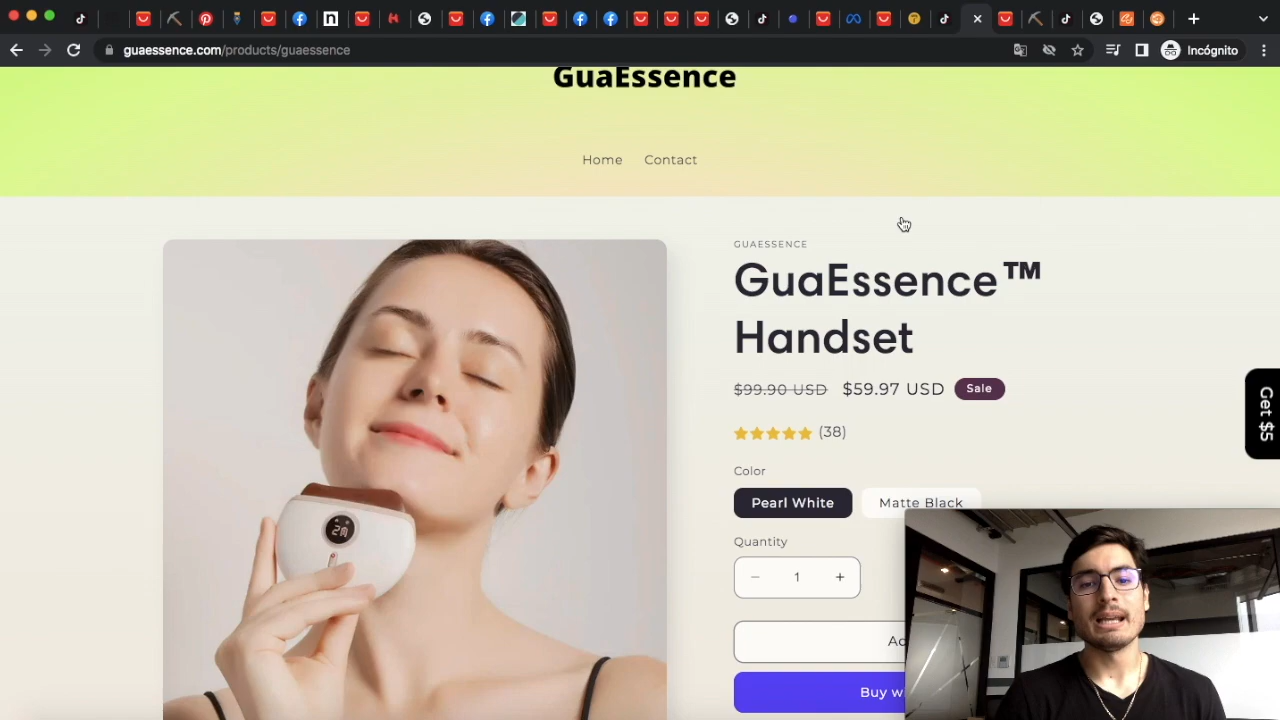 guaessence.com/products/guaessence
Incógnito
GuaEssence
Home
Contact
GUAESSENCE
GuaEssence™
Handset
$99.90 USD
$59.97 USD
Sale
(38)
Color
Pearl White
Matte Black
Quantity
− 1 +
Buy
Get $5